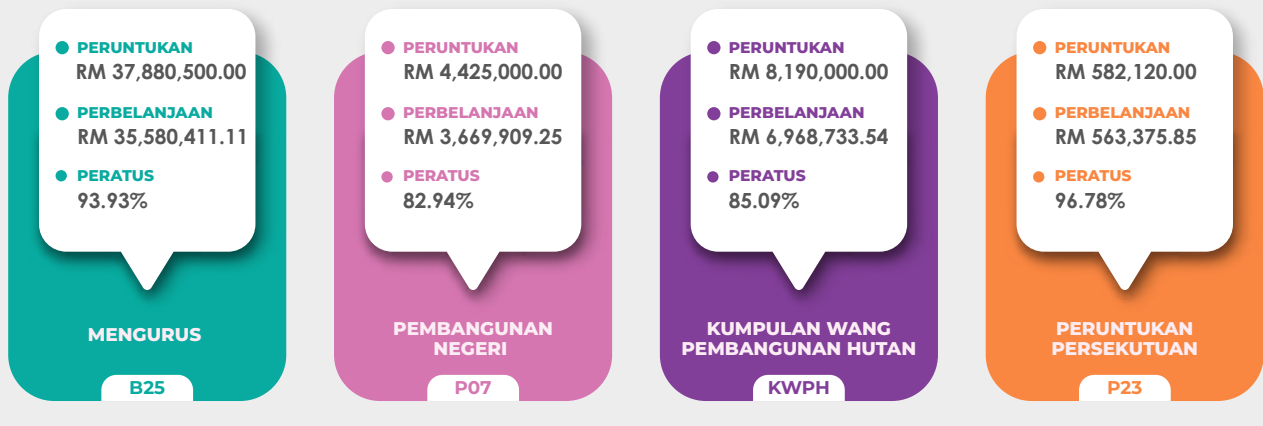 PERUNTUKAN
RM 37,880,500.00
PERBELANJAAN
RM 35,580,411.11
PERATUS
93.93%
MENGURUS
B25
PERUNTUKAN
RM 4,425,000.00
PERBELANJAAN
RM 3,669,909.25
PERATUS
82.94%
PEMBANGUNAN
NEGERI
P07
PERUNTUKAN
RM 8,190,000.00
PERBELANJAAN
RM 6,968,733.54
PERATUS
85.09%
KUMPULAN WANG
PEMBANGUNAN HUTAN
KWPH
PERUNTUKAN
RM 582,120.00
PERBELANJAAN
RM 563,375.85
PERATUS
96.78%
PERUNTUKAN
PERSEKUTUAN
P23